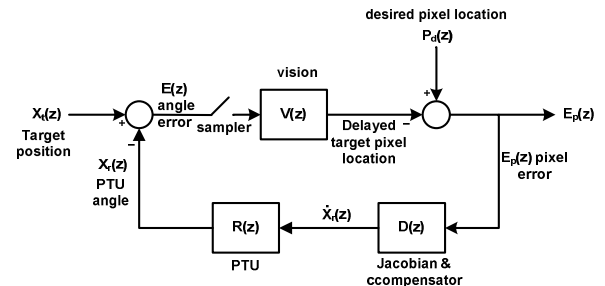 desired pixel location
Pd(z)
vision
E(z)
angle
error
sampler
V(z)
Xt(z)
Target
position
+
−
+
−
Delayed
target pixel
location
Ep(z)
Ep(z) pixel
error
Xr(z)
PTU
angle
R(z)
PTU
Ẋr(z)
D(z)
Jacobian &
ccompensator